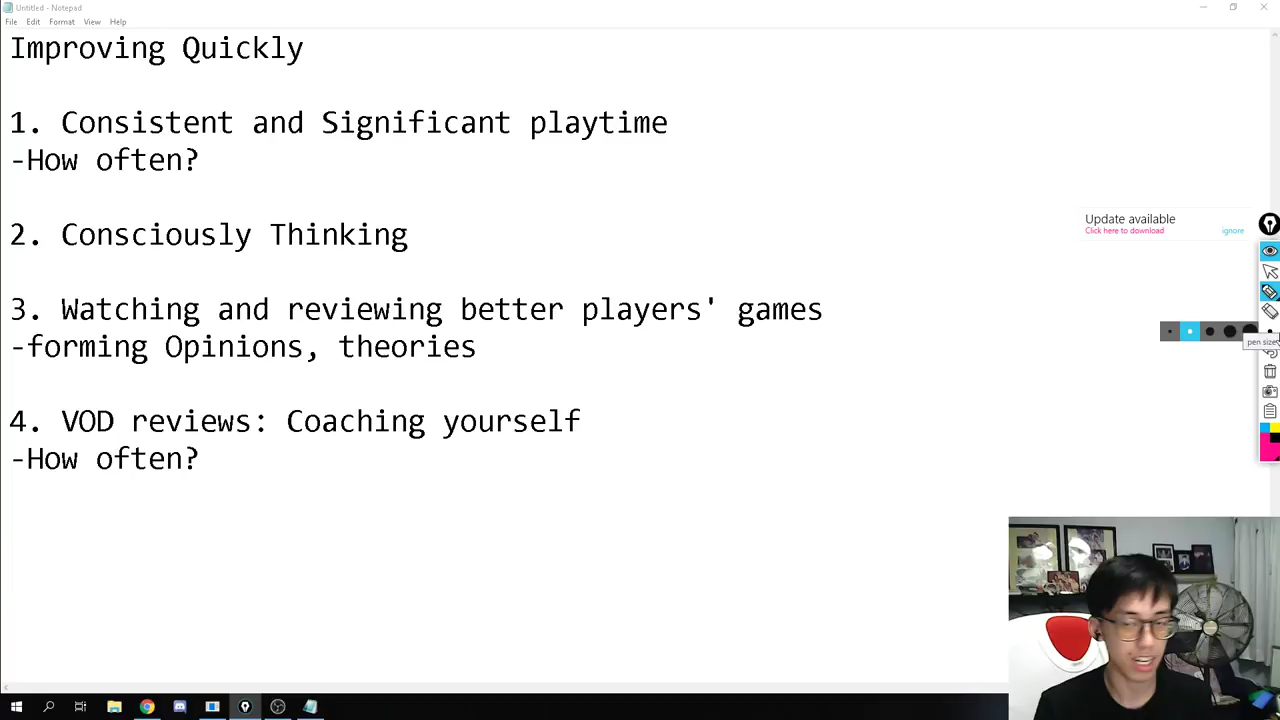 Untitled - Notepad
File Edit Format View Help
Improving Quickly
1. Consistent and Significant playtime
-How often?
2. Consciously Thinking
3. Watching and reviewing better players' games
-forming Opinions, theories
4. VOD reviews: Coaching yourself
-How often?
Update available
Click here to download ignore
pen size